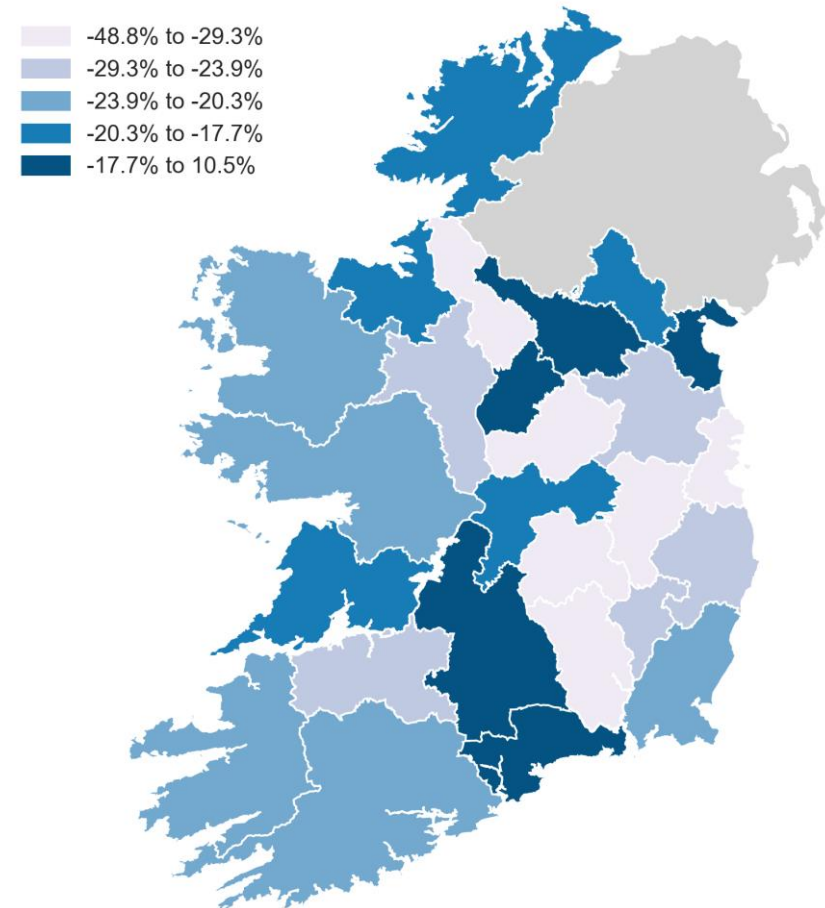 -48.8% to -29.3%
-29.3% to -23.9%
-23.9% to -20.3%
-20.3% to -17.7%
-17.7% to 10.5%